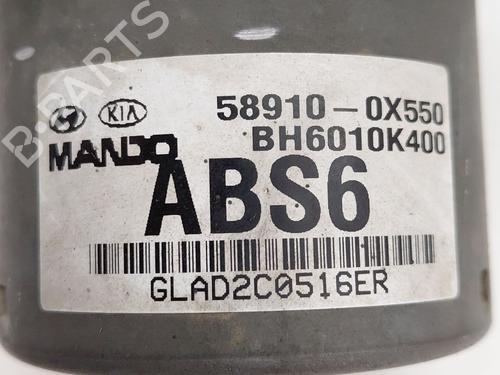 KIA 58910-0X550
MANDO BH6010K400
ABS6
GLAD2C0516ER
B-PARTS